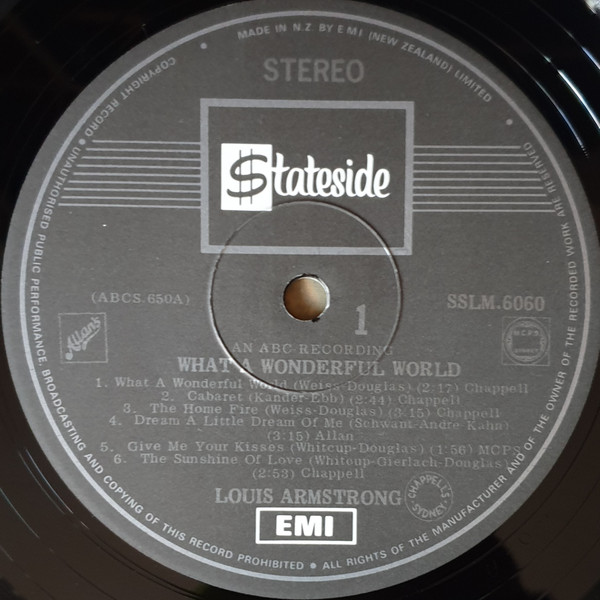 MADE IN N.Z. BY EMI (NEW ZEALAND) LIMITED
STEREO
$tateside
(ABCS.650A)
1
SSLM.6060
Allans
M.C.P.S.
SYDNEY
AN ABC RECORDING
WHAT A WONDERFUL WORLD
1. What A Wonderful World (Weiss-Douglas) (2:17) Chappell
2. Cabaret (Kander-Ebb) (2:44) Chappell
3. The Home Fire (Weiss-Douglas) (3:15) Chappell
4. Dream A Little Dream Of Me (Schwant-Andre-Kahn)
(3:15) Allan
5. Give Me Your Kisses (Whitcup-Douglas) (1:56) MCPS
6. The Sunshine Of Love (Whitcup-Gierlach-Douglas)
(2:53) Chappell
LOUIS ARMSTRONG
CHAPPELLS
SYDNEY
EMI
ALL RIGHTS OF THE MANUFACTURER AND OF THE OWNER OF THE RECORDED WORK ARE RESERVED
COPYRIGHT RECORD • UNAUTHORISED PUBLIC PERFORMANCE, BROADCASTING AND COPYING OF THIS RECORD PROHIBITED